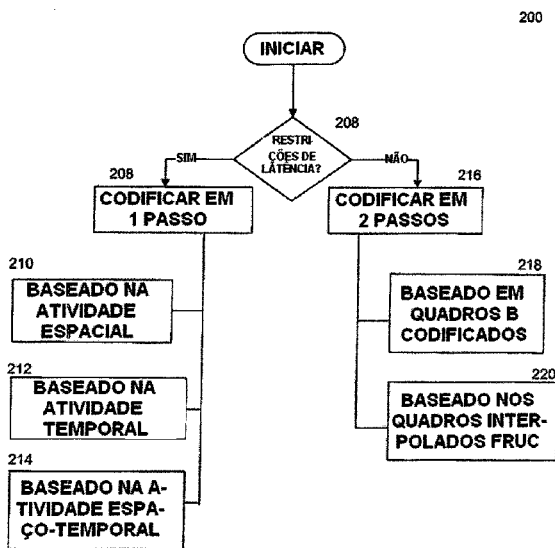 200
INICIAR
208
RESTRI-
ÇÕES DE
LATÊNCIA?
SIM
NÃO
208
216
CODIFICAR EM
1 PASSO
CODIFICAR EM
2 PASSOS
210
BASEADO NA
ATIVIDADE
ESPACIAL
218
BASEADO EM
QUADROS B
CODIFICADOS
212
BASEADO NA
ATIVIDADE
TEMPORAL
220
BASEADO NOS
QUADROS INTER-
POLADOS FRUC
214
BASEADO NA A-
TIVIDADE ESPA-
ÇO-TEMPORAL